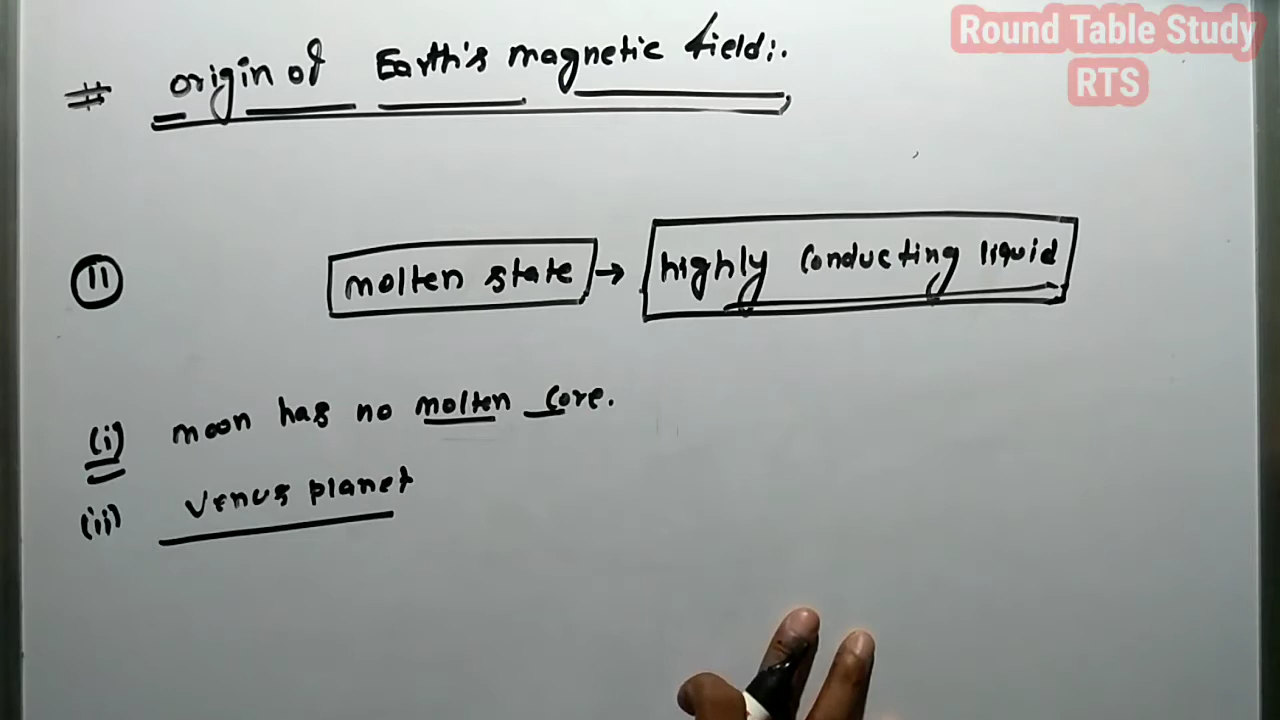 Round Table Study
RTS
# origin of Earth's magnetic field:.
11 molten state → highly conducting liquid
(i) moon has no molten core.
(ii) Venus planet